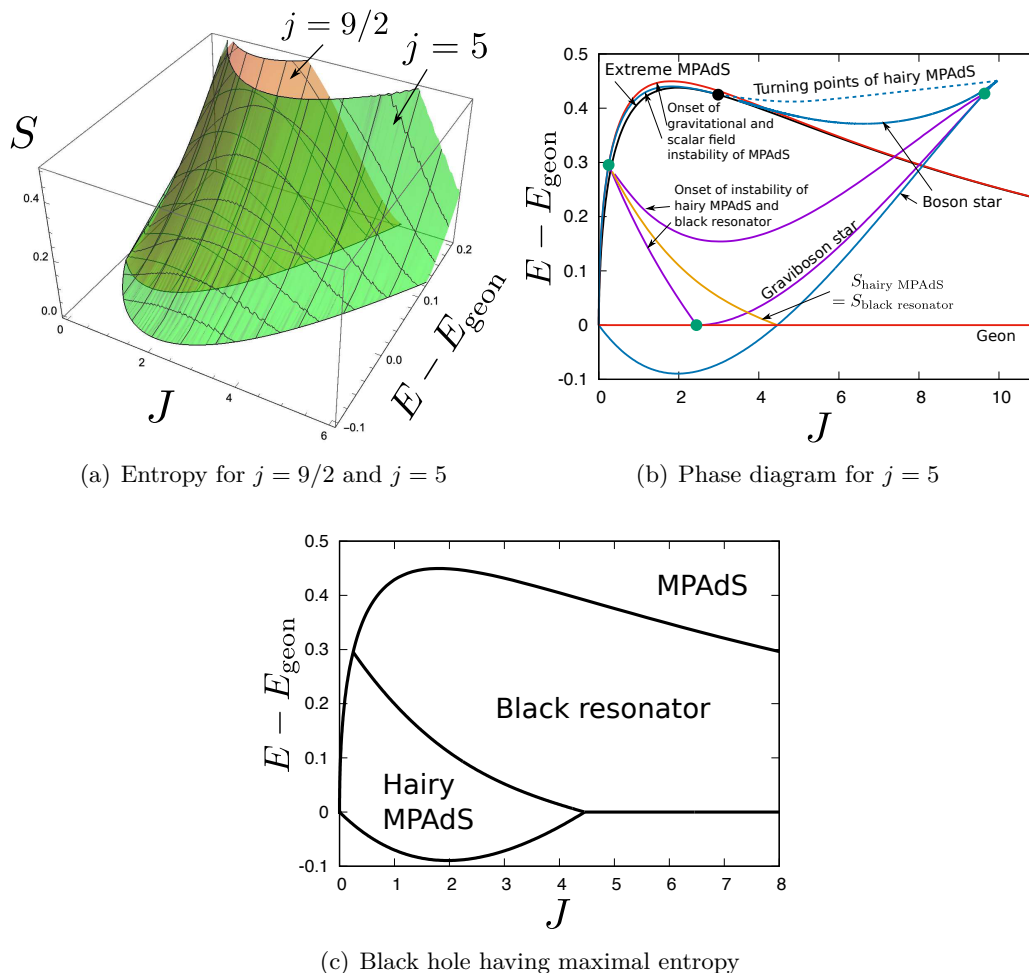 j = 9/2
j = 5
S
0.4
0.2
0.0
0
2
4
6
J
0.2
0.1
0.0
−0.1
E − E_geon
(a) Entropy for j = 9/2 and j = 5
0.5
0.4
0.3
0.2
0.1
0
-0.1
E − E_geon
Extreme MPAdS
Turning points of hairy MPAdS
Onset of
gravitational and
scalar field
instability of MPAdS
Onset of instability of
hairy MPAdS and
black resonator
Boson star
Graviboson star
S_hairy MPAdS
= S_black resonator
Geon
0 2 4 6 8 10
J
(b) Phase diagram for j = 5
0.5
0.4
0.3
0.2
0.1
0
-0.1
E − E_geon
MPAdS
Black resonator
Hairy
MPAdS
0 1 2 3 4 5 6 7 8
J
(c) Black hole having maximal entropy